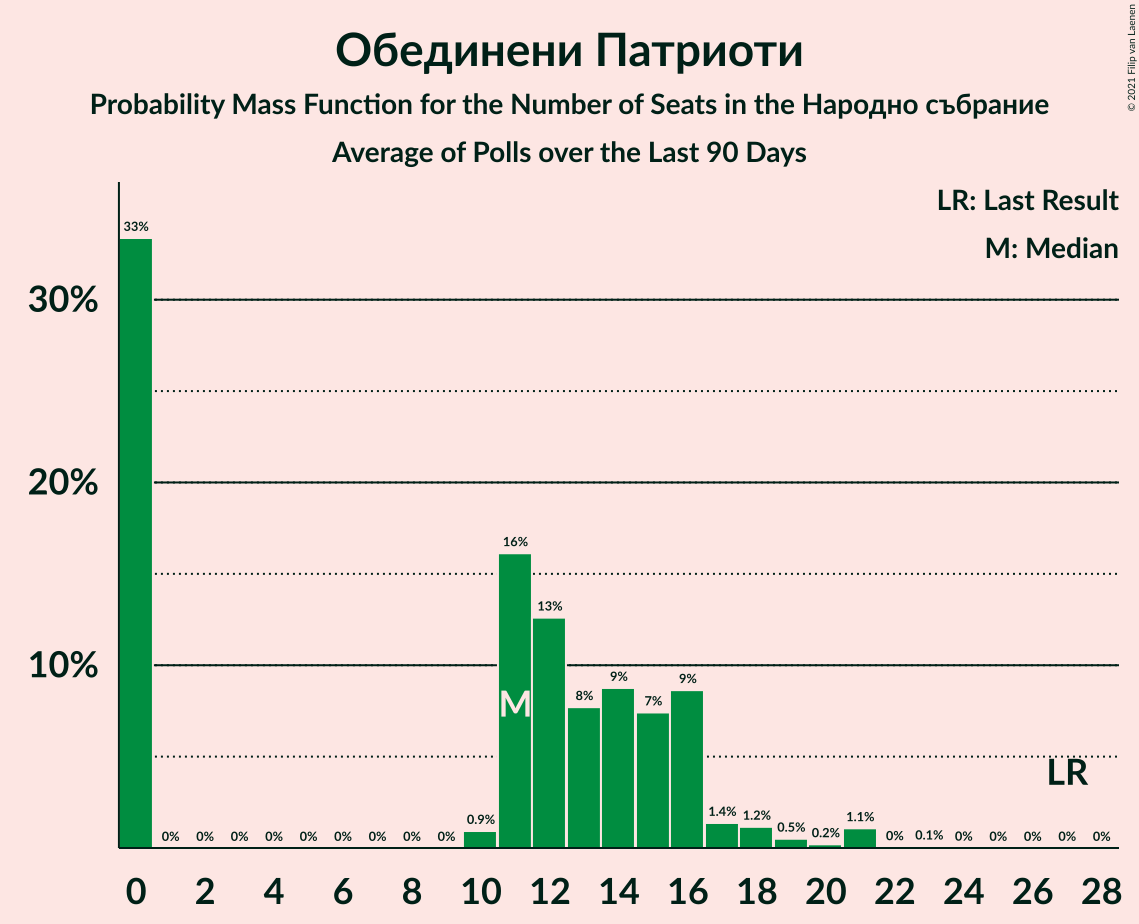 Обединени Патриоти
Probability Mass Function for the Number of Seats in the Народно събрание
Average of Polls over the Last 90 Days
© 2021 Filip van Laenen
LR: Last Result
M: Median
33%
30%
20%
16%
13%
10%
9%
9%
8%
7%
M
LR
1.4%
1.2%
1.1%
0.9%
0.5%
0.2%
0% 0% 0% 0% 0% 0% 0% 0% 0% 0% 0.1% 0% 0% 0% 0% 0%
0 2 4 6 8 10 12 14 16 18 20 22 24 26 28